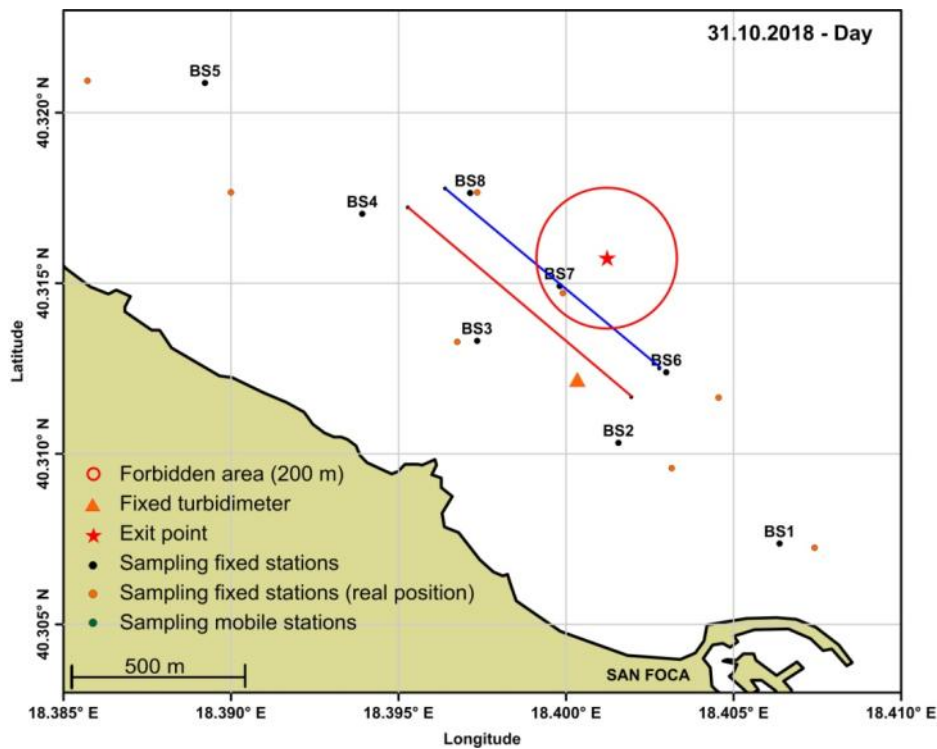 31.10.2018 - Day
BS5
BS8
BS4
BS7
BS3
BS6
BS2
BS1
40.320° N
40.315° N
40.310° N
40.305° N
Latitude
Forbidden area (200 m)
Fixed turbidimeter
Exit point
Sampling fixed stations
Sampling fixed stations (real position)
Sampling mobile stations
500 m
SAN FOCA
18.385° E
18.390° E
18.395° E
18.400° E
18.405° E
18.410° E
Longitude